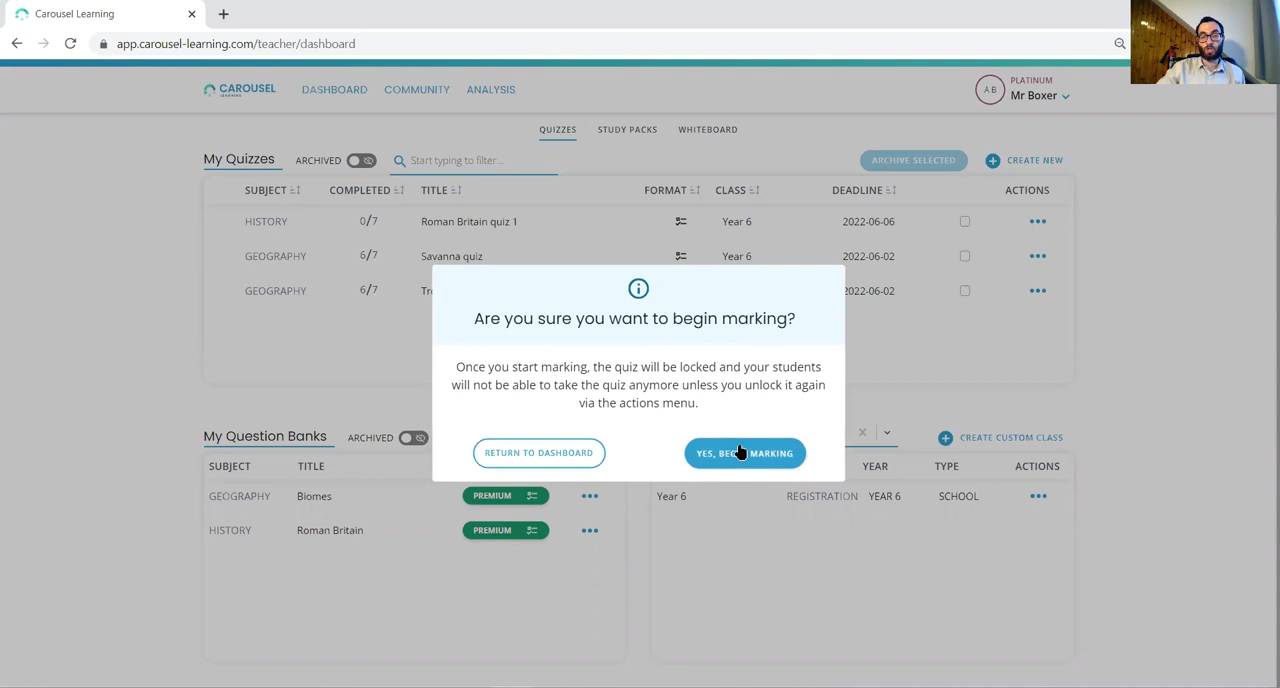 Carousel Learning
app.carousel-learning.com/teacher/dashboard
CAROUSEL
LEARNING
DASHBOARD COMMUNITY ANALYSIS
A B
PLATINUM
Mr Boxer
QUIZZES STUDY PACKS WHITEBOARD
My Quizzes ARCHIVED Start typing to filter... ARCHIVE SELECTED CREATE NEW
SUBJECT COMPLETED TITLE FORMAT CLASS DEADLINE ACTIONS
HISTORY 0/7 Roman Britain quiz 1 Year 6 2022-06-06
GEOGRAPHY 6/7 Savanna quiz Year 6 2022-06-02
GEOGRAPHY 6/7 2022-06-02
Are you sure you want to begin marking?
Once you start marking, the quiz will be locked and your students
will not be able to take the quiz anymore unless you unlock it again
via the actions menu.
RETURN TO DASHBOARD YES, BEGIN MARKING
My Question Banks ARCHIVED CREATE CUSTOM CLASS
SUBJECT TITLE YEAR TYPE ACTIONS
GEOGRAPHY Biomes PREMIUM Year 6 REGISTRATION YEAR 6 SCHOOL
HISTORY Roman Britain PREMIUM